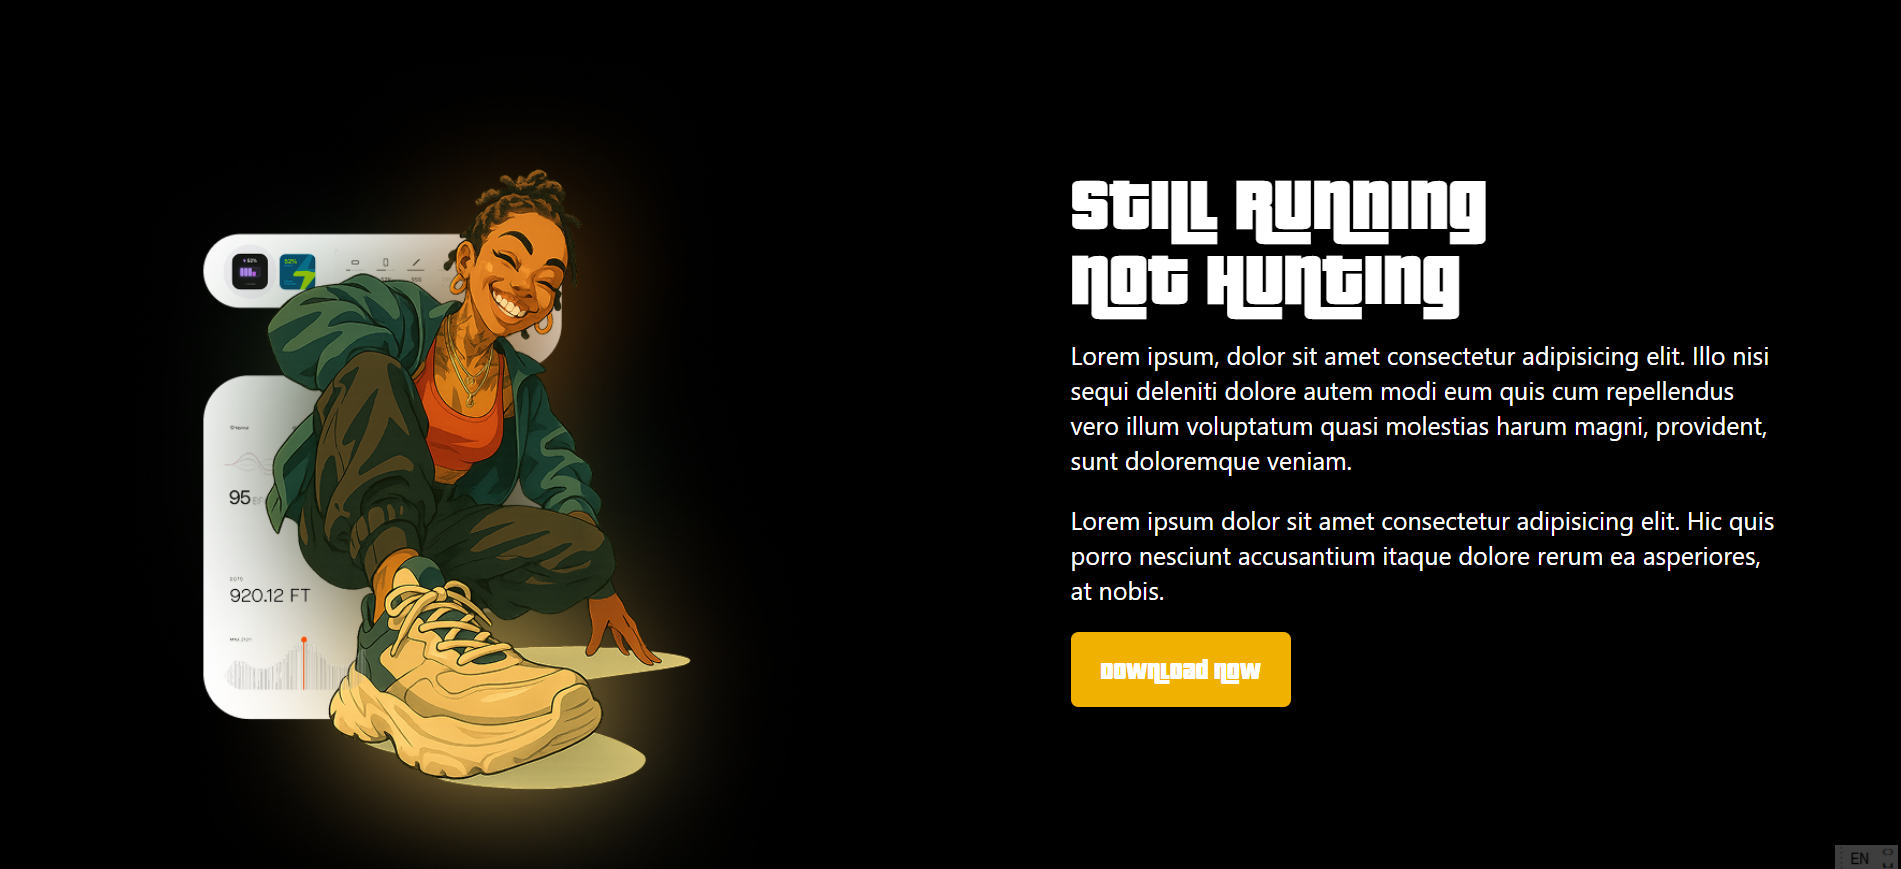 Still Running
Not Hunting
Lorem ipsum, dolor sit amet consectetur adipisicing elit. Illo nisi
sequi deleniti dolore autem modi eum quis cum repellendus
vero illum voluptatum quasi molestias harum magni, provident,
sunt doloremque veniam.
Lorem ipsum dolor sit amet consectetur adipisicing elit. Hic quis
porro nesciunt accusantium itaque dolore rerum ea asperiores,
at nobis.
Download Now
52%
95
920.12 FT
EN